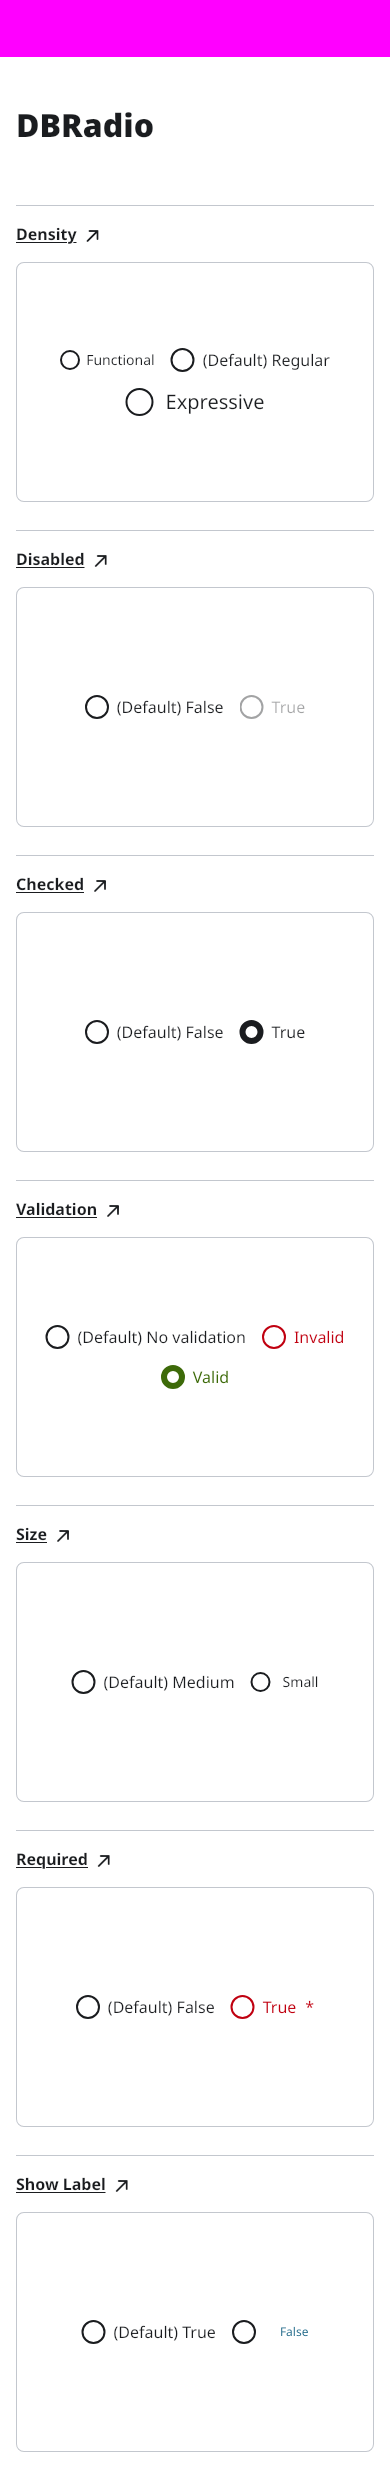 DBRadio
Density
Functional (Default) Regular
Expressive
Disabled
(Default) False True
Checked
(Default) False True
Validation
(Default) No validation Invalid
Valid
Size
(Default) Medium Small
Required
(Default) False True *
Show Label
(Default) True False